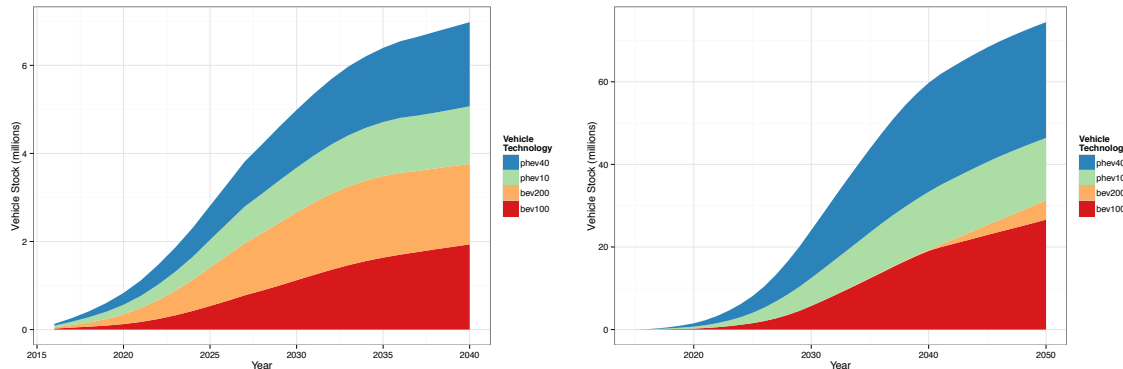 6
4
2
0
2015
2020
2025
2030
2035
2040
Year
Vehicle Stock (millions)
Vehicle
Technology
phev40
phev10
bev200
bev100
60
40
20
0
2020
2030
2040
2050
Year
Vehicle Stock (millions)
Vehicle
Technolog
phev40
phev10
bev200
bev100